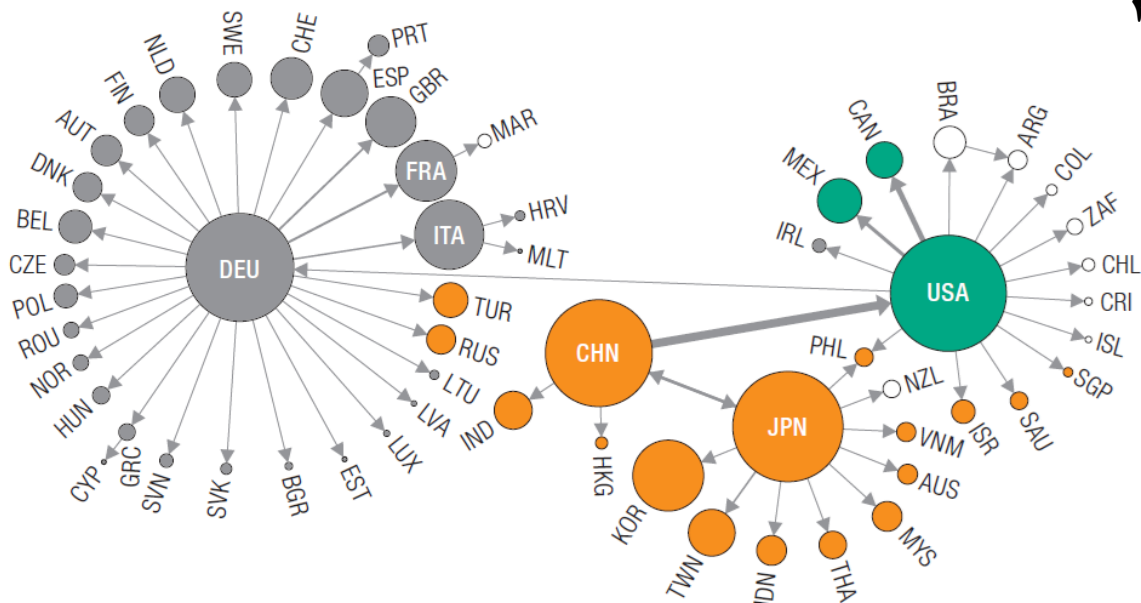 PRT
ESP
GBR
CHE
SWE
NLD
FIN
AUT
DNK
BEL
CZE
POL
ROU
NOR
HUN
CYP
GRC
SVN
SVK
BGR
EST
LUX
LVA
LTU
RUS
TUR
DEU
FRA
MAR
ITA
HRV
MLT
CHN
IND
HKG
JPN
KOR
TWN
THA
MYS
AUS
VNM
NZL
PHL
USA
IRL
MEX
CAN
BRA
ARG
COL
ZAF
CHL
CRI
ISL
SGP
SAU
ISR